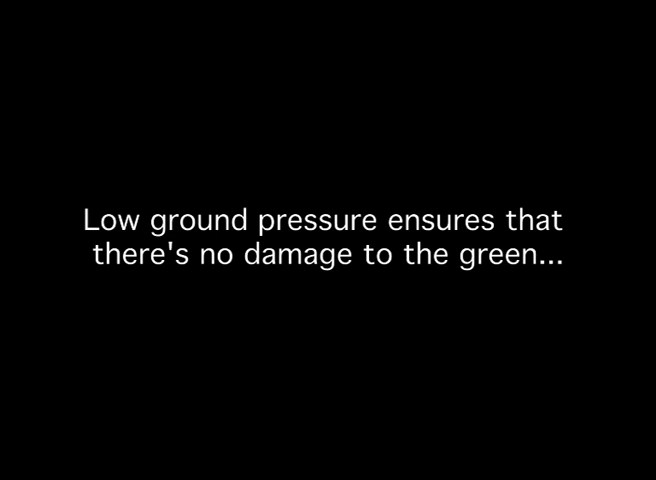 Low ground pressure ensures that
there's no damage to the green...